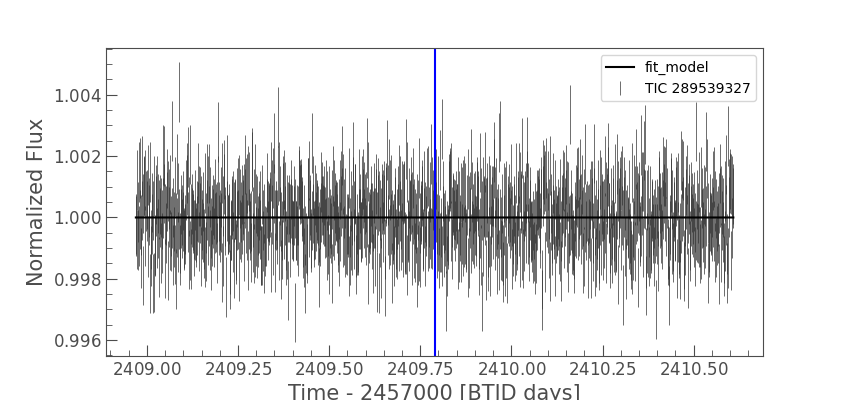 fit_model
TIC 289539327
1.004
1.002
1.000
0.998
0.996
Normalized Flux
2409.00 2409.25 2409.50 2409.75 2410.00 2410.25 2410.50
Time - 2457000 [BTJD days]